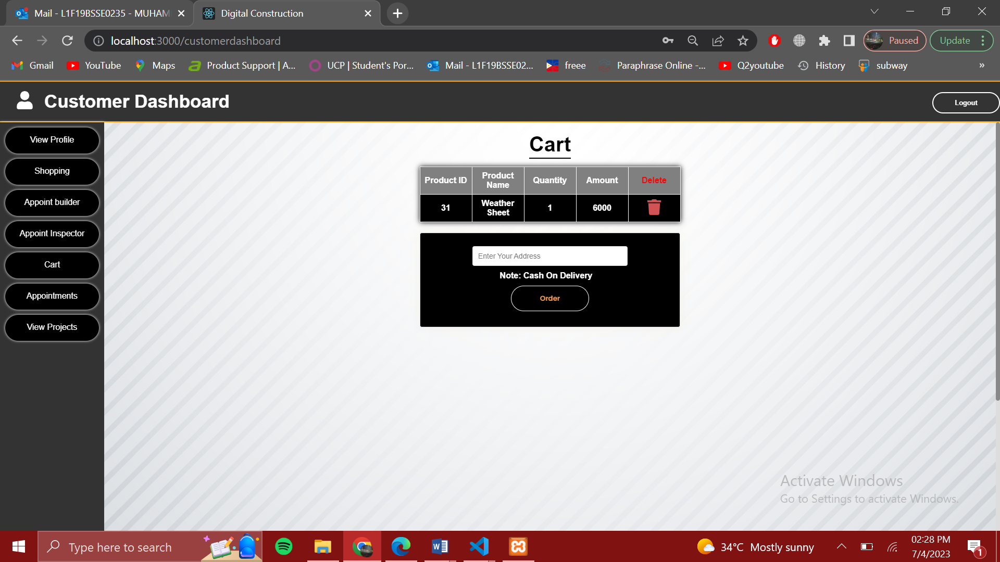 Mail - L1F19BSSE0235 - MUHAM
Digital Construction
localhost:3000/customerdashboard
Paused
Update
Gmail
YouTube
Maps
Product Support | A...
UCP | Student's Por...
Mail - L1F19BSSE02...
freee
Paraphrase Online -...
Q2youtube
History
subway
»
Customer Dashboard
Logout
View Profile
Shopping
Appoint builder
Appoint Inspector
Cart
Appointments
View Projects
Cart
Product ID
Product
Name
Quantity
Amount
Delete
31
Weather
Sheet
1
6000
Enter Your Address
Note: Cash On Delivery
Order
Activate Windows
Go to Settings to activate Windows.
Type here to search
34°C Mostly sunny
02:28 PM
7/4/2023
1